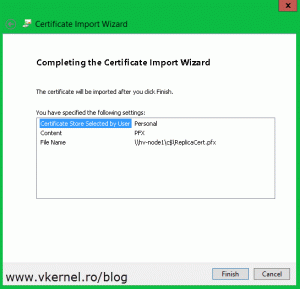 Certificate Import Wizard
Completing the Certificate Import Wizard
The certificate will be imported after you click Finish.
You have specified the following settings:
Certificate Store Selected by User Personal
Content PFX
File Name \\hv-node1\c$\ReplicaCert.pfx
www.vkernel.ro/blog
Finish Cancel